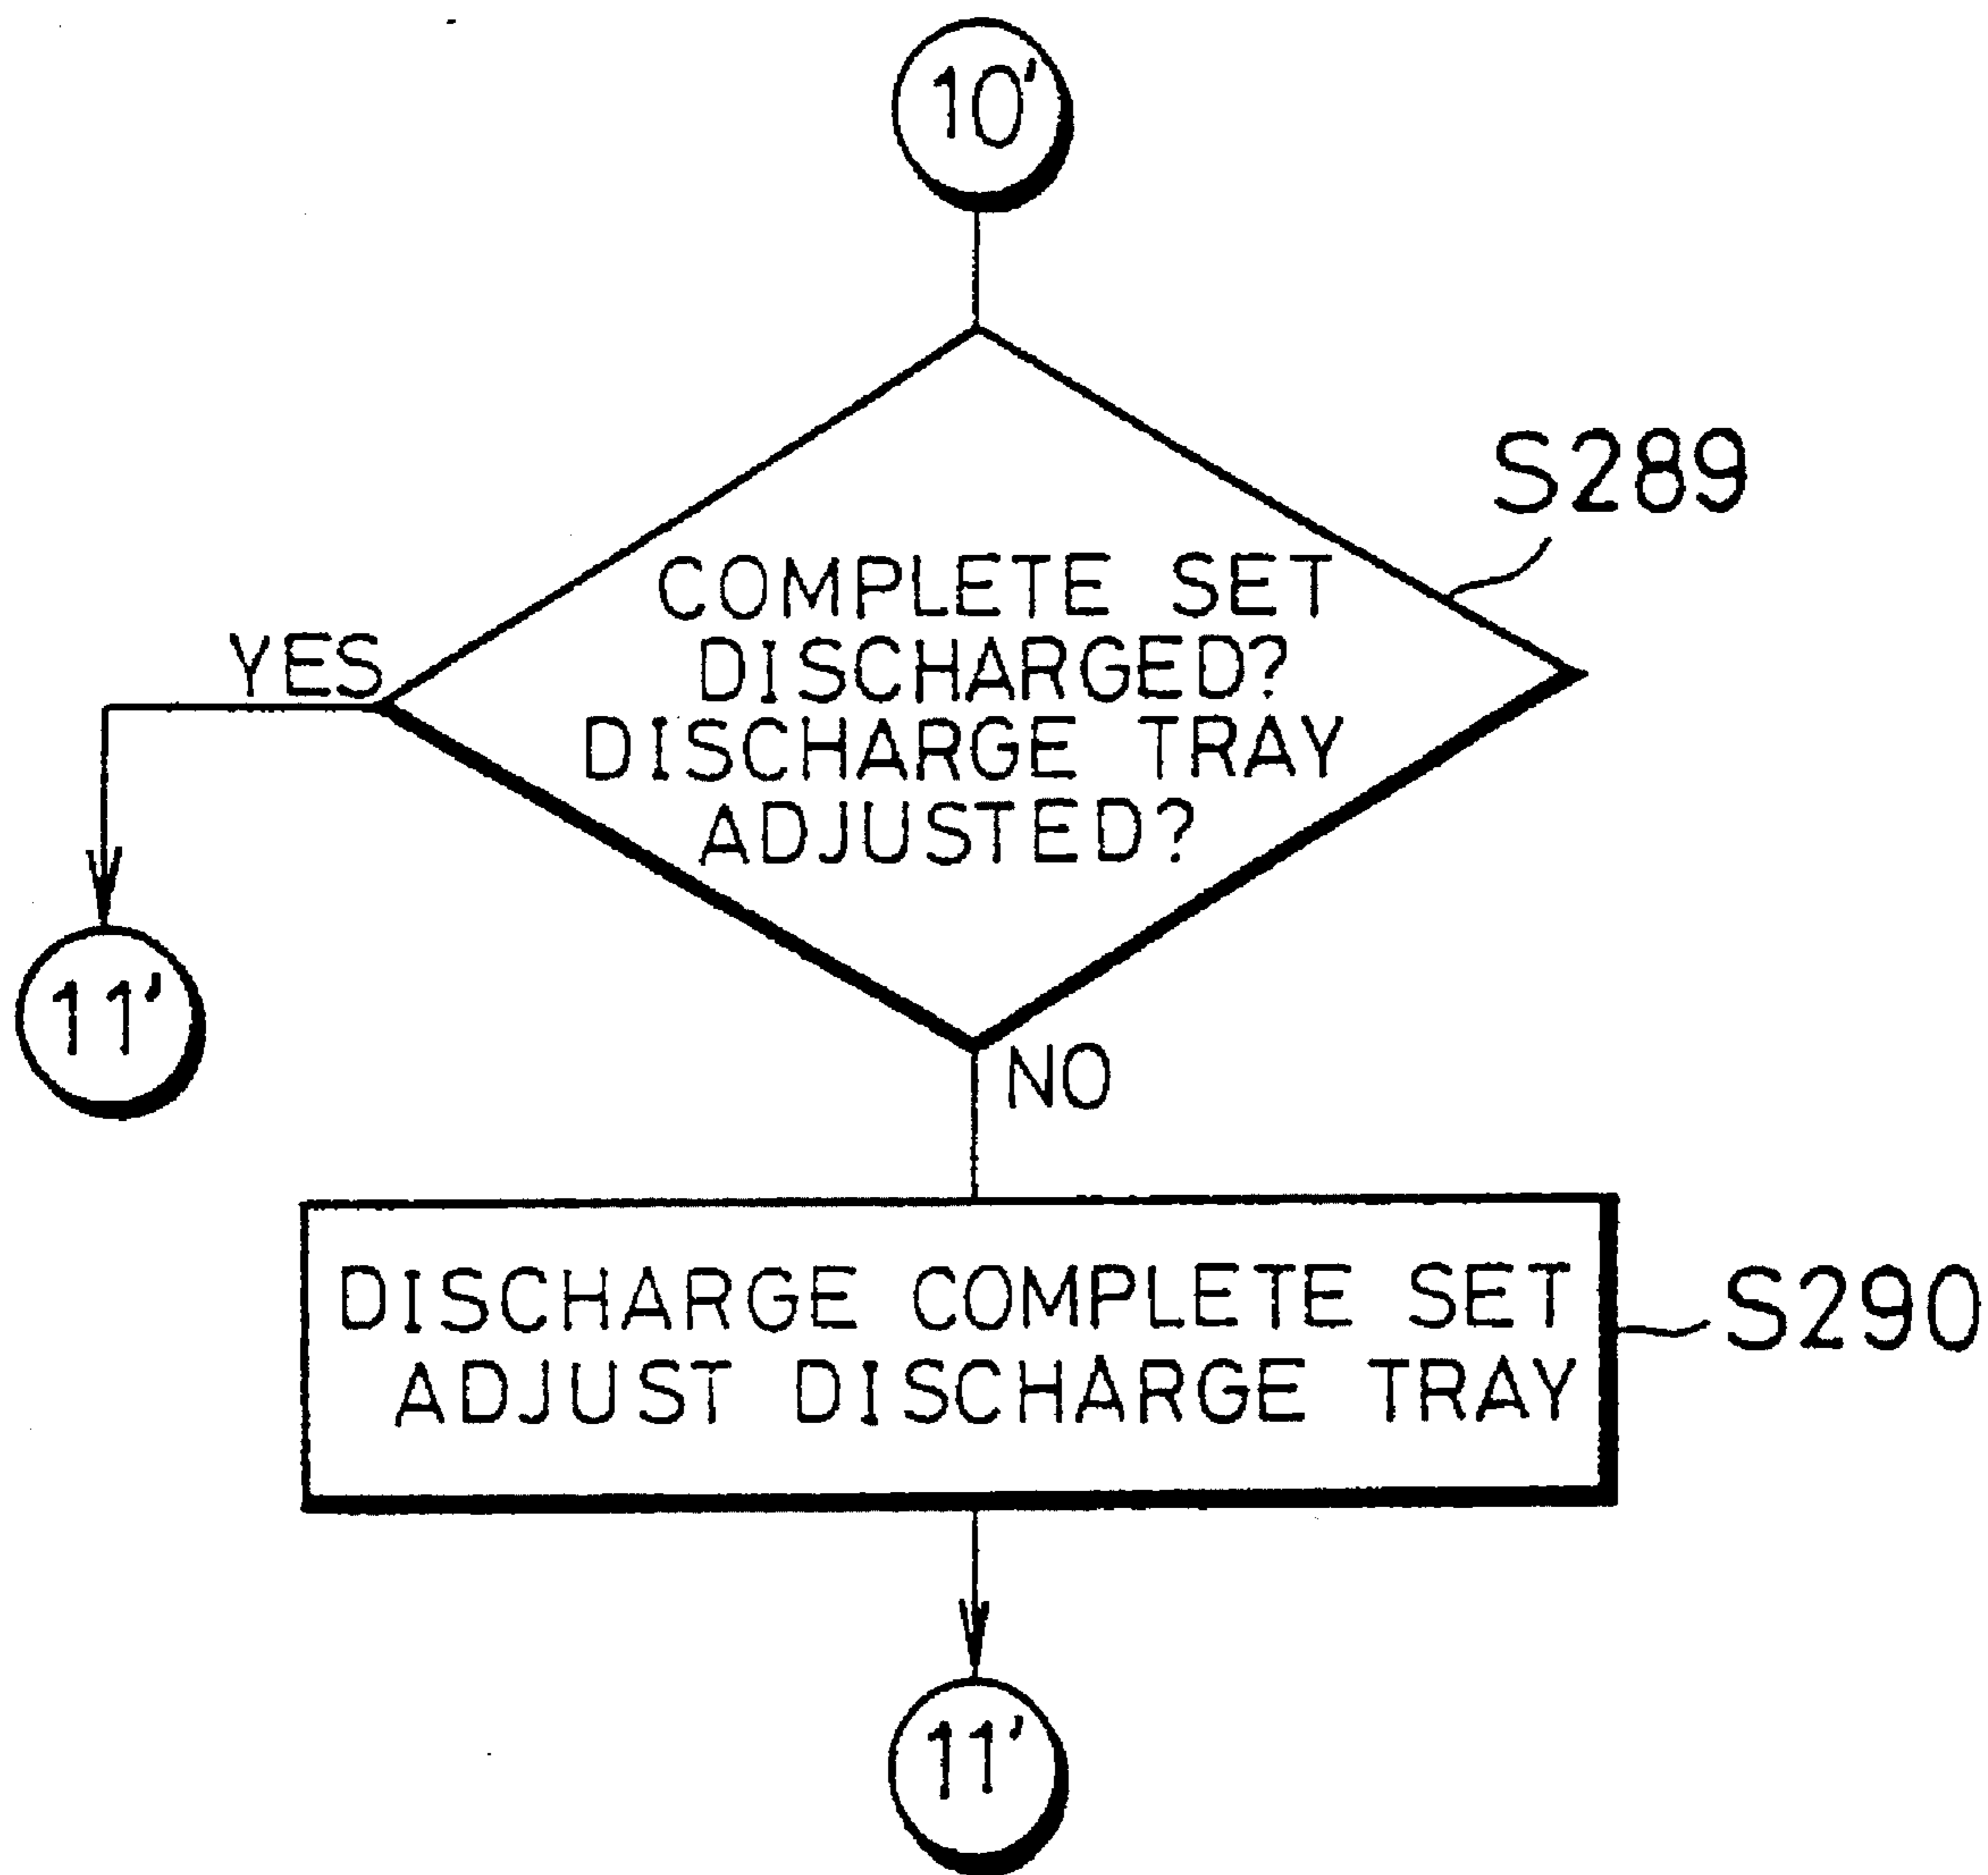 10'
S289
COMPLETE SET
DISCHARGED?
DISCHARGE TRAY
ADJUSTED?
YES
11'
NO
DISCHARGE COMPLETE SET
ADJUST DISCHARGE TRAY
S290
11'